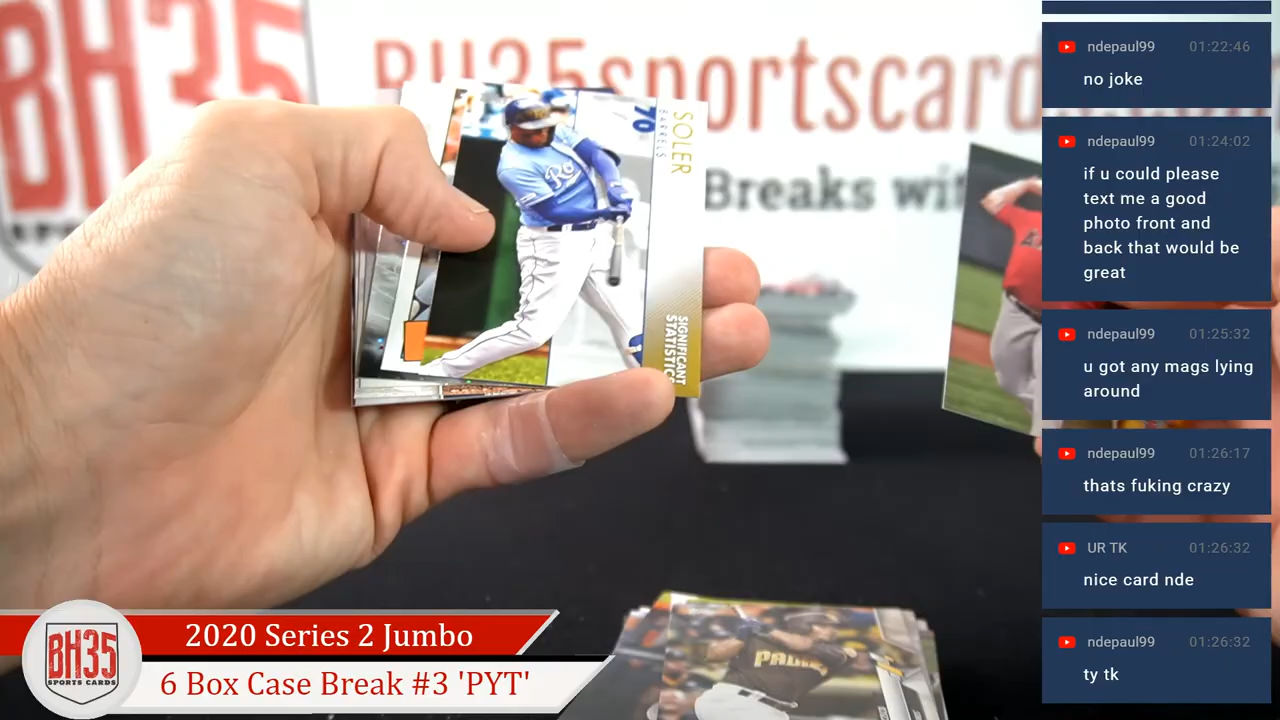 BH35
SPORTS
BH35sportscard
Breaks wi
SOLER
BARRELS
SIGNIFICANT
STATISTICS
Ro
PADRES
ndepaul99 01:22:46
no joke
ndepaul99 01:24:02
if u could please
text me a good
photo front and
back that would be
great
ndepaul99 01:25:32
u got any mags lying
around
ndepaul99 01:26:17
thats fuking crazy
UR TK 01:26:32
nice card nde
ndepaul99 01:26:32
ty tk
BH35
SPORTS CARDS
2020 Series 2 Jumbo
6 Box Case Break #3 'PYT'